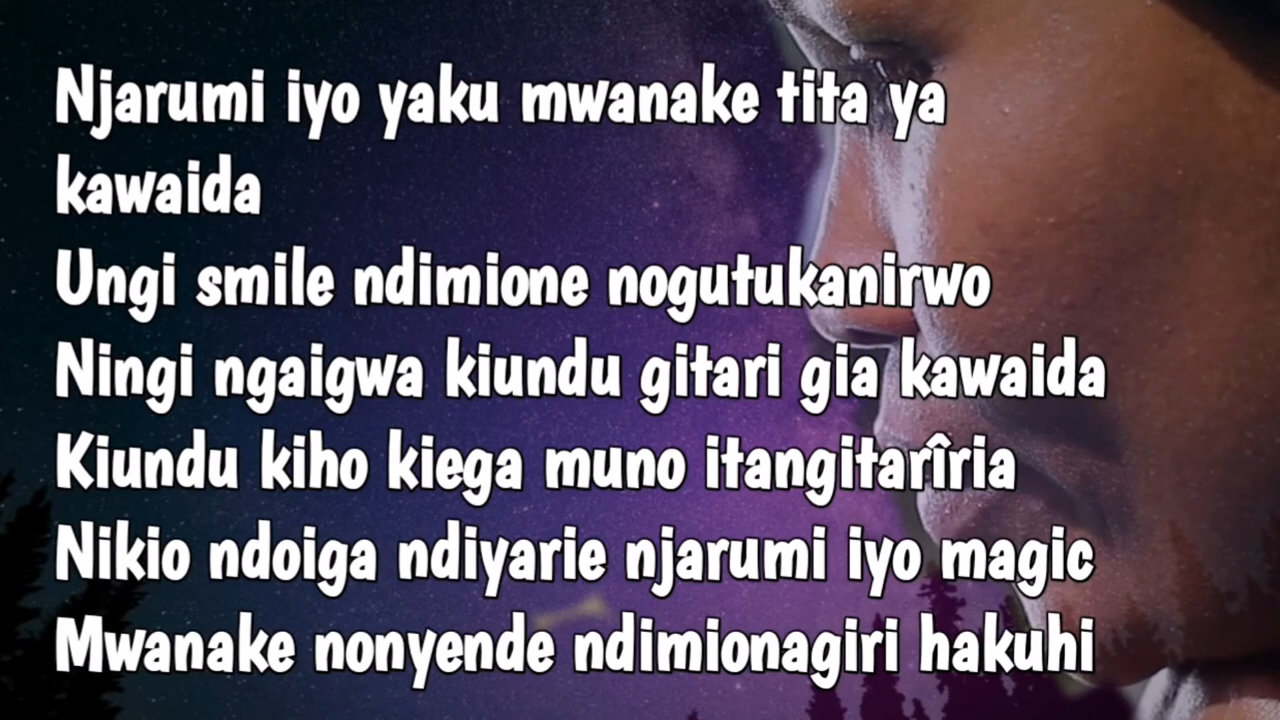 Njarumi iyo yaku mwanake tita ya
kawaida
Ungi smile ndimione nogutukanirwo
Ningi ngaigwa kiundu gitari gia kawaida
Kiundu kiho kiega muno itangitarîria
Nikio ndoiga ndiyarie njarumi iyo magic
Mwanake nonyende ndimionagiri hakuhi